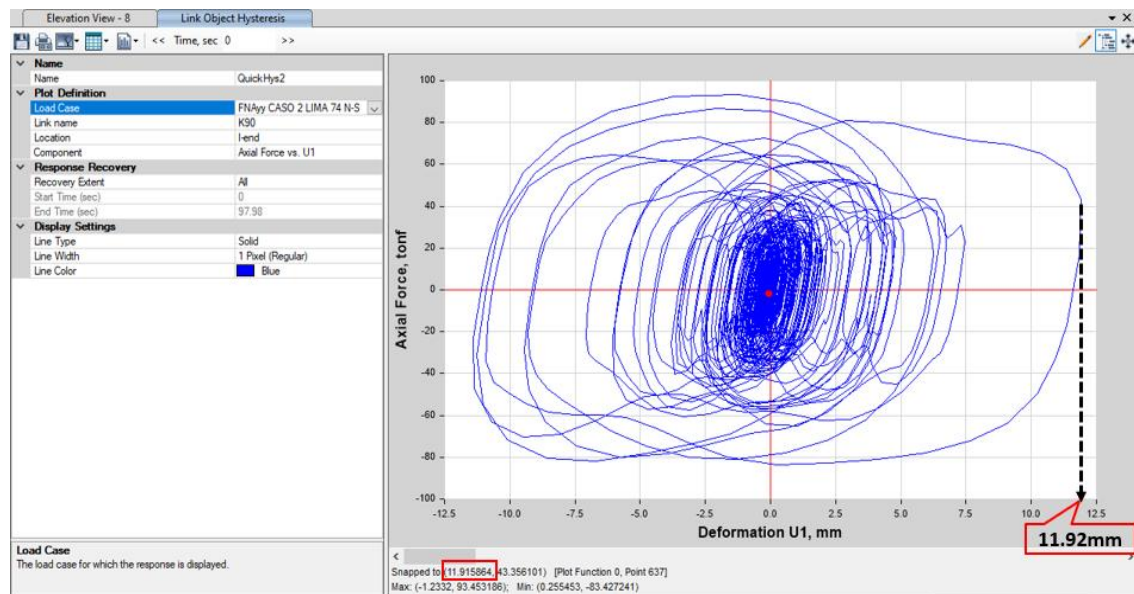 Elevation View - 8
Link Object Hysteresis
<< Time, sec 0 >>
Name
Name QuickHys2
Plot Definition
Load Case FNAyy CASO 2 LIMA 74 N-S
Link name K90
Location I-end
Component Axial Force vs. U1
Response Recovery
Recovery Extent All
Start Time (sec) 0
End Time (sec) 97.98
Display Settings
Line Type Solid
Line Width 1 Pixel (Regular)
Line Color Blue
Load Case
The load case for which the response is displayed.
Axial Force, tonf
100
80
60
40
20
0
-20
-40
-60
-80
-100
-12.5 -10.0 -7.5 -5.0 -2.5 0.0 2.5 5.0 7.5 10.0 12.5
Deformation U1, mm
11.92mm
Snapped to (11.915864, 43.356101) [Plot Function 0, Point 637]
Max: (-1.2332, 93.453186); Min: (0.255453, -83.427241)